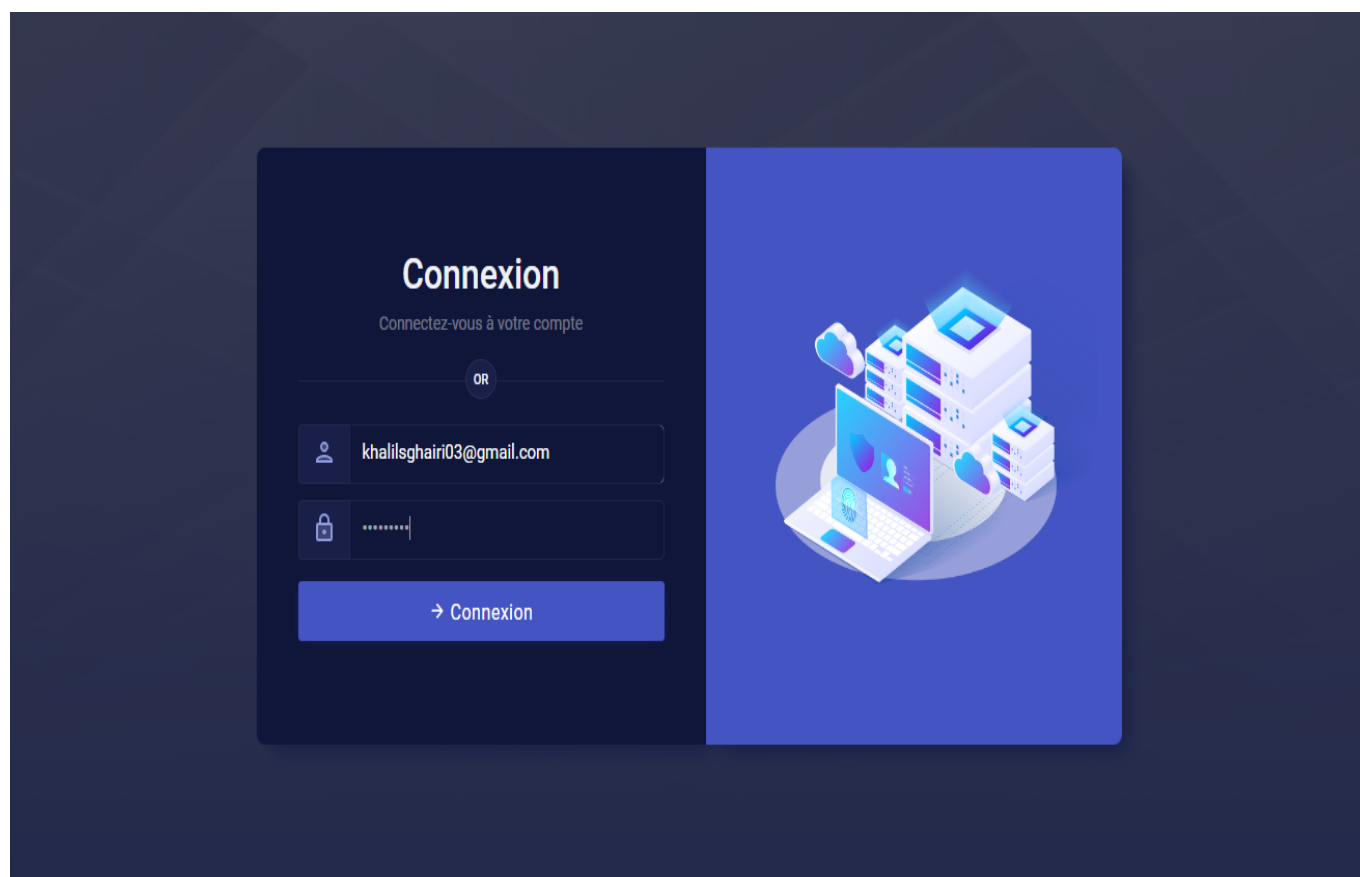 Connexion
Connectez-vous à votre compte
OR
khalilsghairi03@gmail.com
•••••••••
→ Connexion